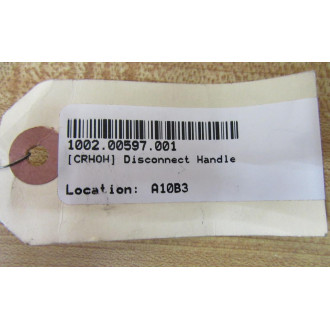 1002.00597.001
[CRHOH] Disconnect Handle
Location: A10B3